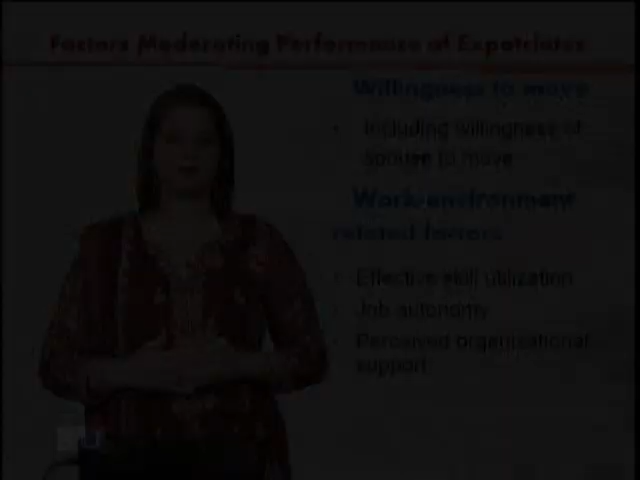 Factors Moderating Performance of Expatriates
Willingness to move
• Including willingness of
spouse to move
Work-environment
related factors
• Effective skill utilization
• Job autonomy
• Perceived organisational
support